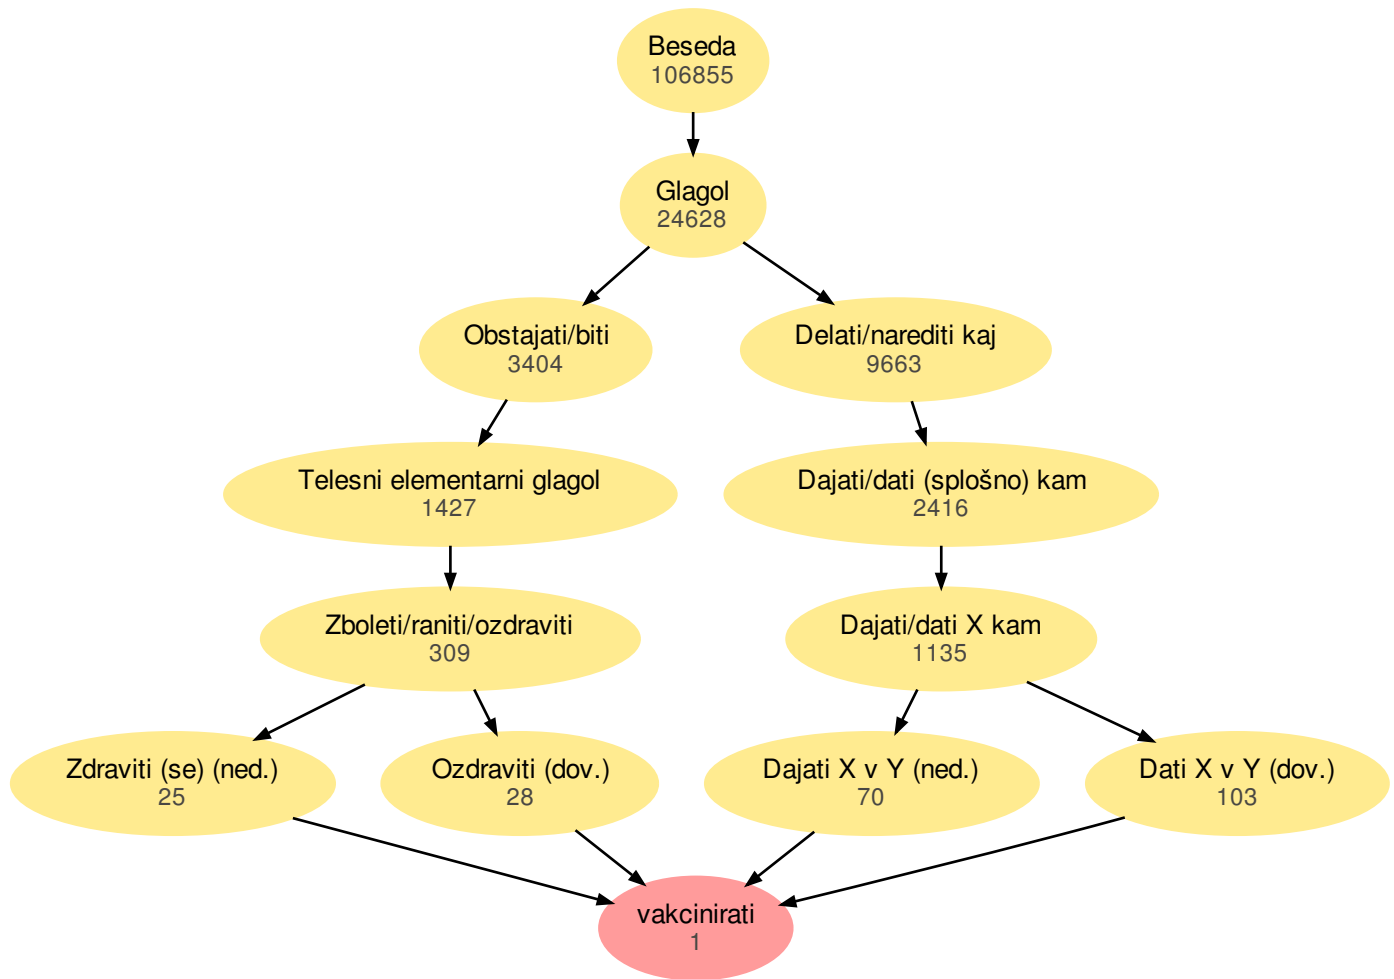 Beseda
106855
Glagol
24628
Obstajati/biti
3404
Delati/narediti kaj
9663
Telesni elementarni glagol
1427
Dajati/dati (splošno) kam
2416
Zboleti/raniti/ozdraviti
309
Dajati/dati X kam
1135
Zdraviti (se) (ned.)
25
Ozdraviti (dov.)
28
Dajati X v Y (ned.)
70
Dati X v Y (dov.)
103
vakcinirati
1